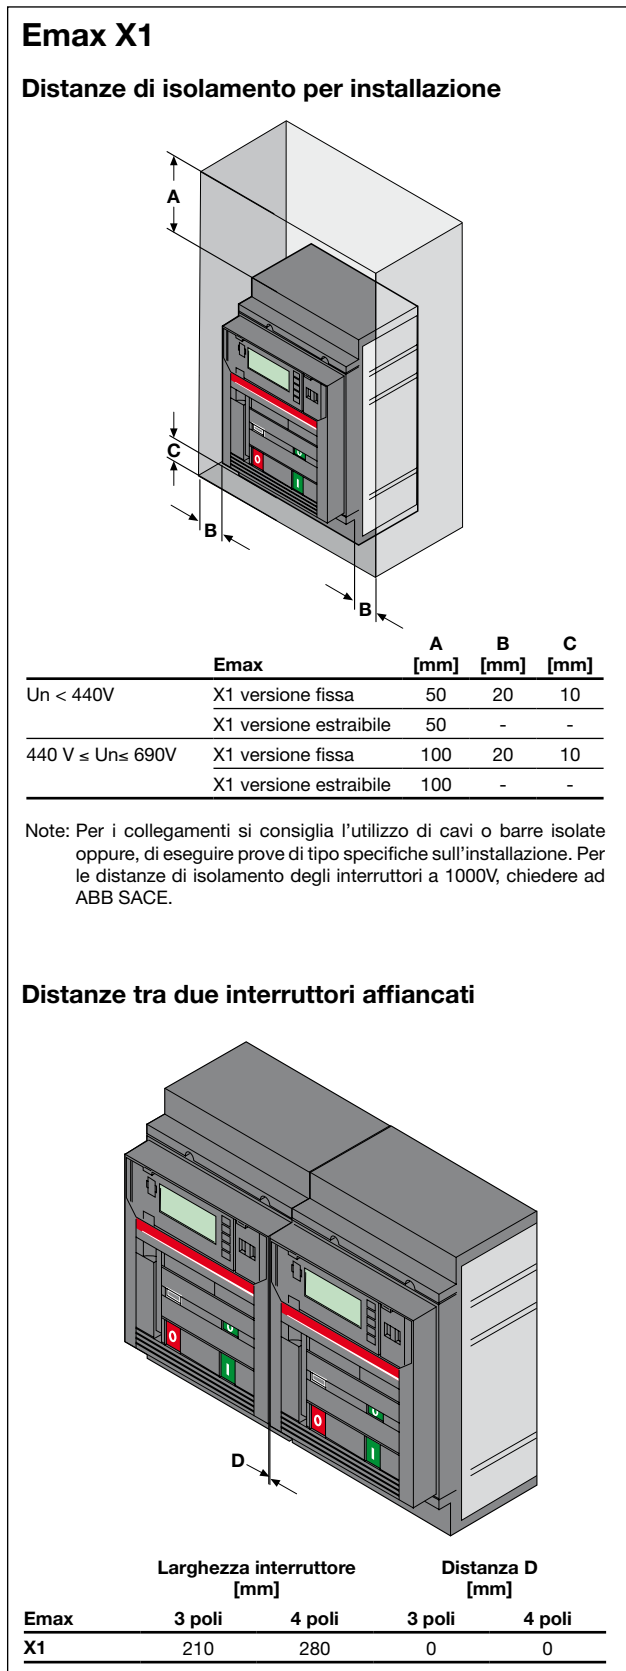 Emax X1
Distanze di isolamento per installazione
A
C
B
B
A B C
Emax [mm] [mm] [mm]
Un < 440V X1 versione fissa 50 20 10
X1 versione estraibile 50 - -
440 V ≤ Un≤ 690V X1 versione fissa 100 20 10
X1 versione estraibile 100 - -
Note: Per i collegamenti si consiglia l’utilizzo di cavi o barre isolate
oppure, di eseguire prove di tipo specifiche sull’installazione. Per
le distanze di isolamento degli interruttori a 1000V, chiedere ad
ABB SACE.
Distanze tra due interruttori affiancati
D
Larghezza interruttore Distanza D
[mm] [mm]
Emax 3 poli 4 poli 3 poli 4 poli
X1 210 280 0 0